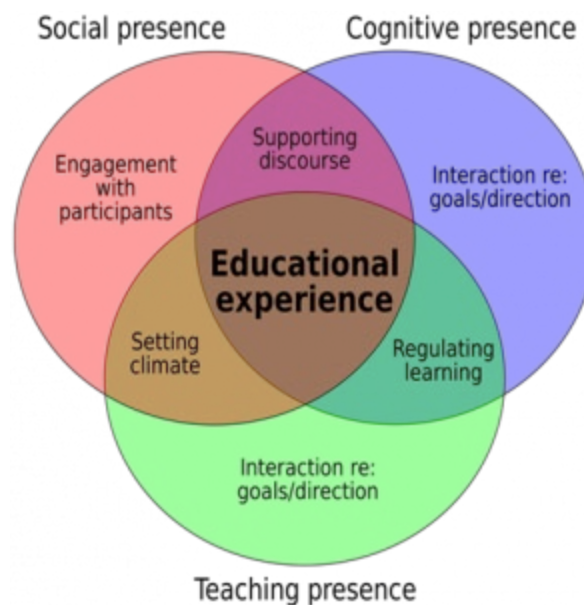 Social presence
Cognitive presence
Supporting
discourse
Engagement
with
participants
Interaction re:
goals/direction
Educational
experience
Setting
climate
Regulating
learning
Interaction re:
goals/direction
Teaching presence